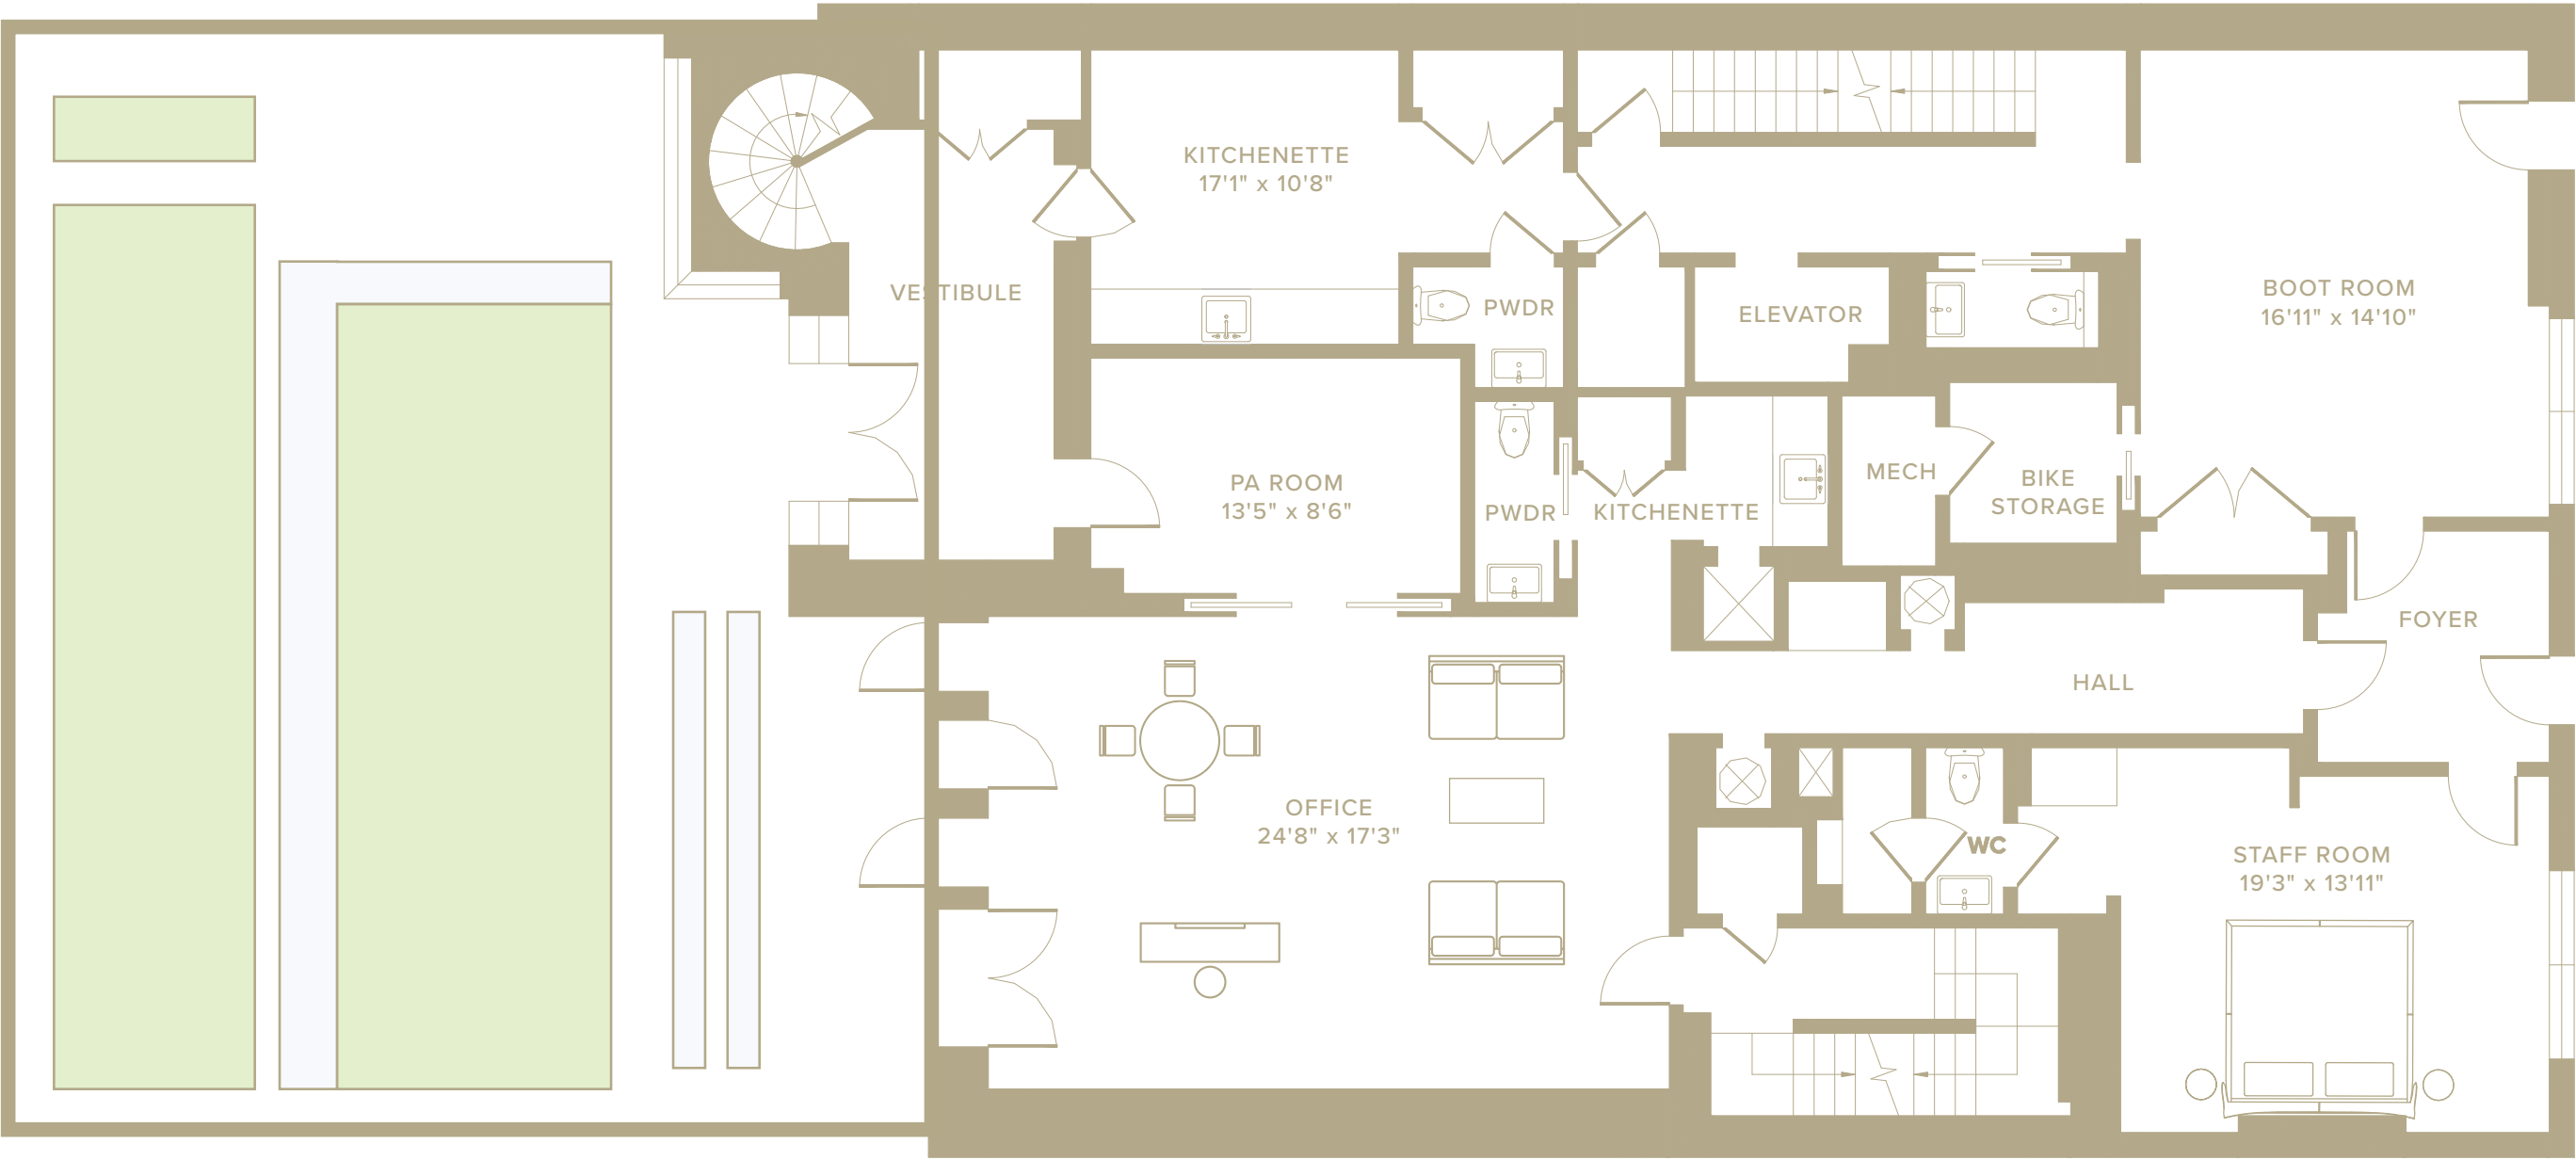 KITCHENETTE
17'1" x 10'8"
VESTIBULE
PWDR
ELEVATOR
BOOT ROOM
16'11" x 14'10"
PA ROOM
13'5" x 8'6"
PWDR
KITCHENETTE
MECH
BIKE
STORAGE
FOYER
HALL
OFFICE
24'8" x 17'3"
WC
STAFF ROOM
19'3" x 13'11"